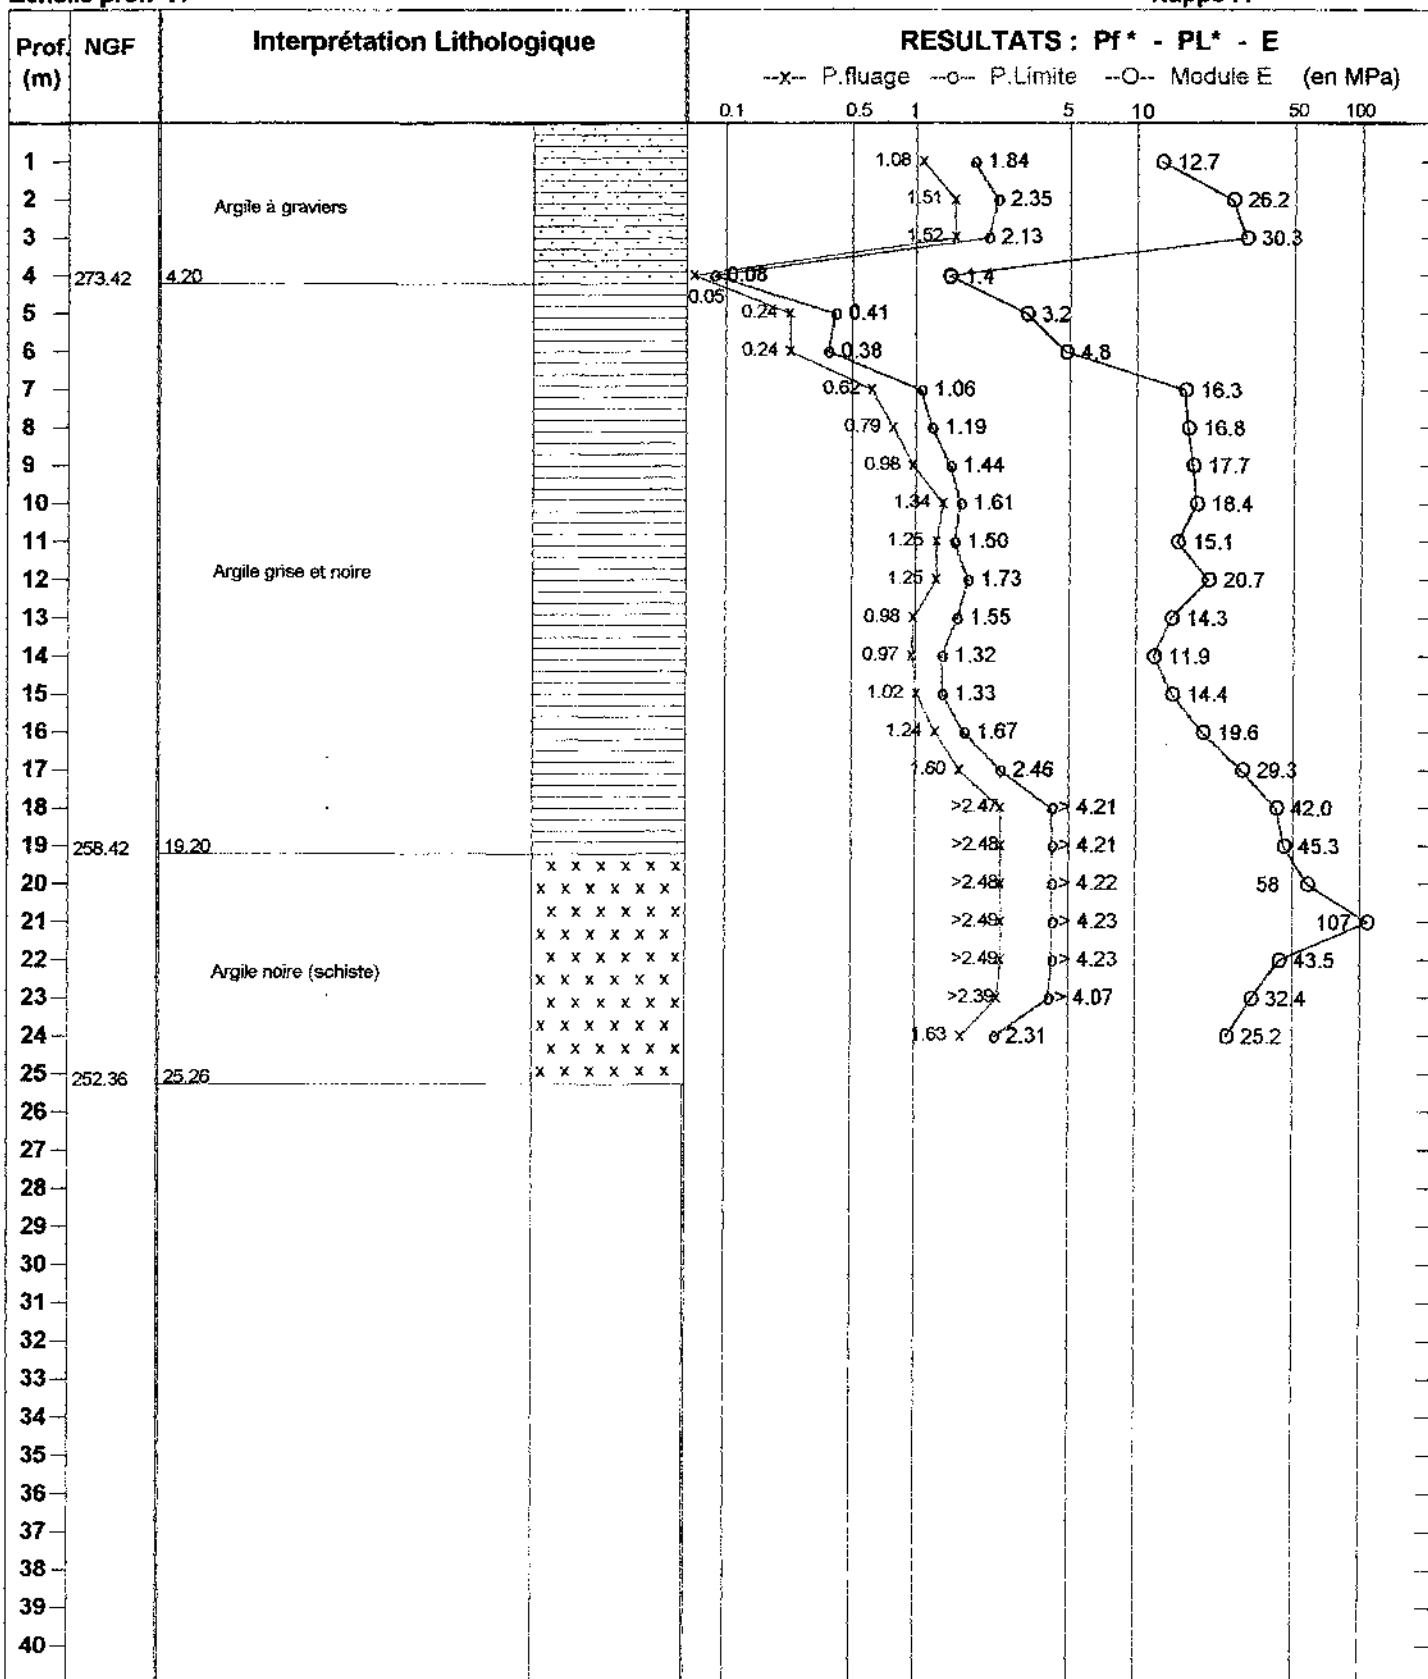 Prof. NGF Interprétation Lithologique RESULTATS : Pf* - PL* - E
(m) --x-- P.fluage --o-- P.Limite --O-- Module E (en MPa)
0.1 0.5 1 5 10 50 100
1 1.08 1.84 12.7
2 Argile à graviers 1.51 2.35 26.2
3 1.52 2.13 30.3
4 273.42 4.20 0.08 1.4
0.05
5 0.24 0.41 3.2
6 0.24 0.38 4.8
7 0.62 1.06 16.3
8 0.79 1.19 16.8
9 0.98 1.44 17.7
10 1.34 1.61 18.4
11 1.25 1.50 15.1
12 Argile grise et noire 1.25 1.73 20.7
13 0.98 1.55 14.3
14 0.97 1.32 11.9
15 1.02 1.33 14.4
16 1.24 1.67 19.6
17 1.60 2.46 29.3
18 >2.47 > 4.21 42.0
19 258.42 19.20 >2.48 > 4.21 45.3
20 >2.48 > 4.22 58
21 >2.49 > 4.23 107
22 Argile noire (schiste) >2.49 > 4.23 43.5
23 >2.39 > 4.07 32.4
24 1.63 2.31 25.2
25 252.36 25.26
26
27
28
29
30
31
32
33
34
35
36
37
38
39
40